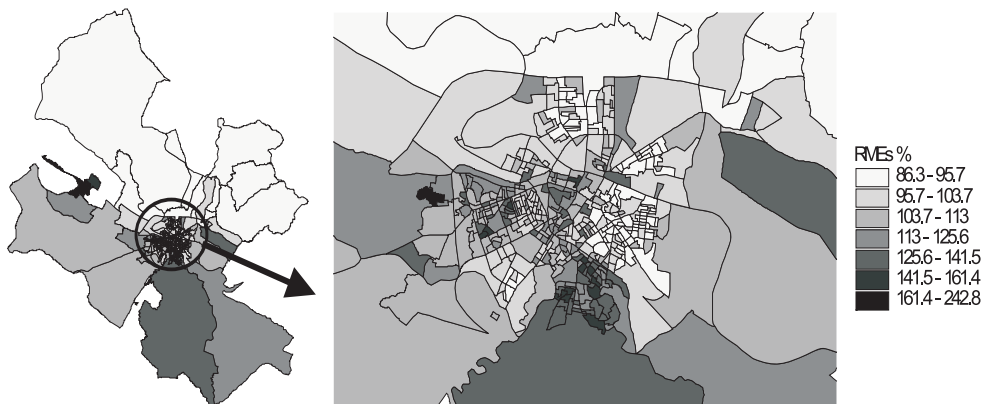 RMEs %
86.3 - 95.7
95.7 - 103.7
103.7 - 113
113 - 125.6
125.6 - 141.5
141.5 - 161.4
161.4 - 242.8